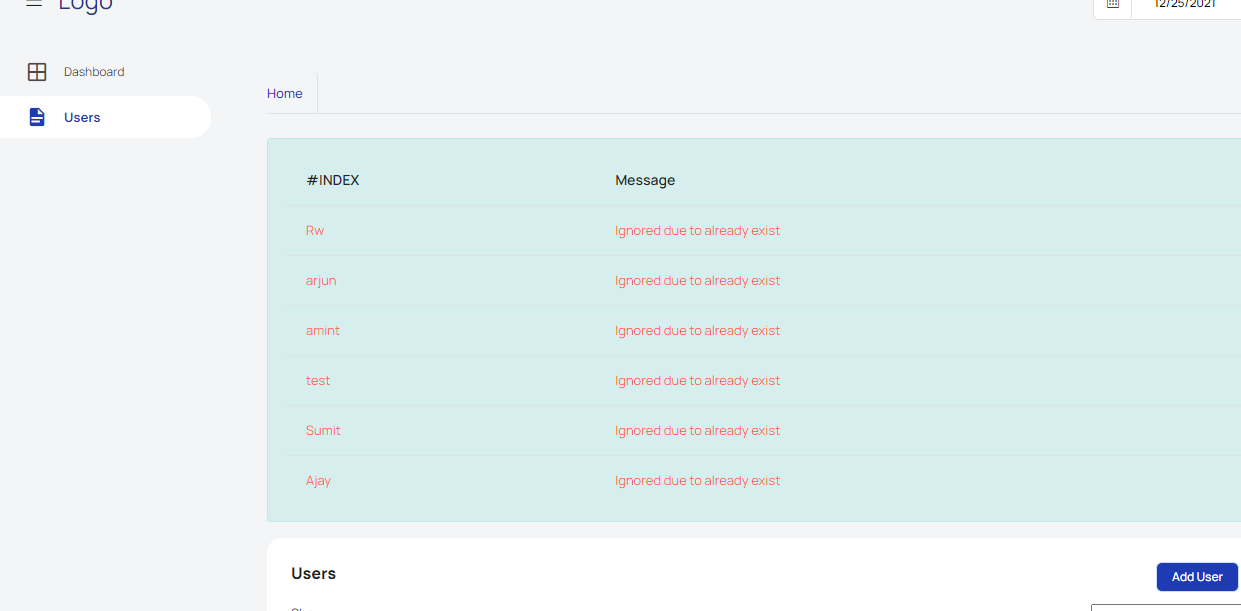 Logo
12/25/2021
Dashboard
Home
Users
#INDEX Message
Rw Ignored due to already exist
arjun Ignored due to already exist
amint Ignored due to already exist
test Ignored due to already exist
Sumit Ignored due to already exist
Ajay Ignored due to already exist
Users
Add User